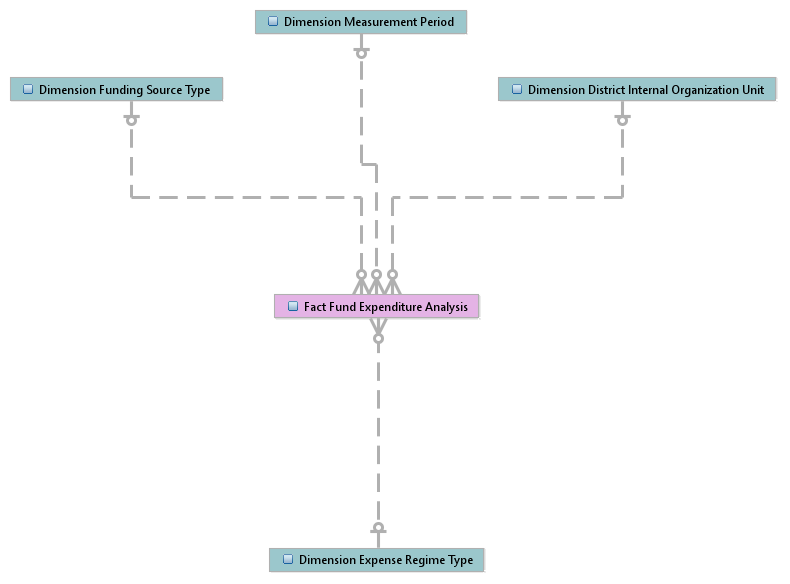 Dimension Measurement Period
Dimension Funding Source Type
Dimension District Internal Organization Unit
Fact Fund Expenditure Analysis
Dimension Expense Regime Type